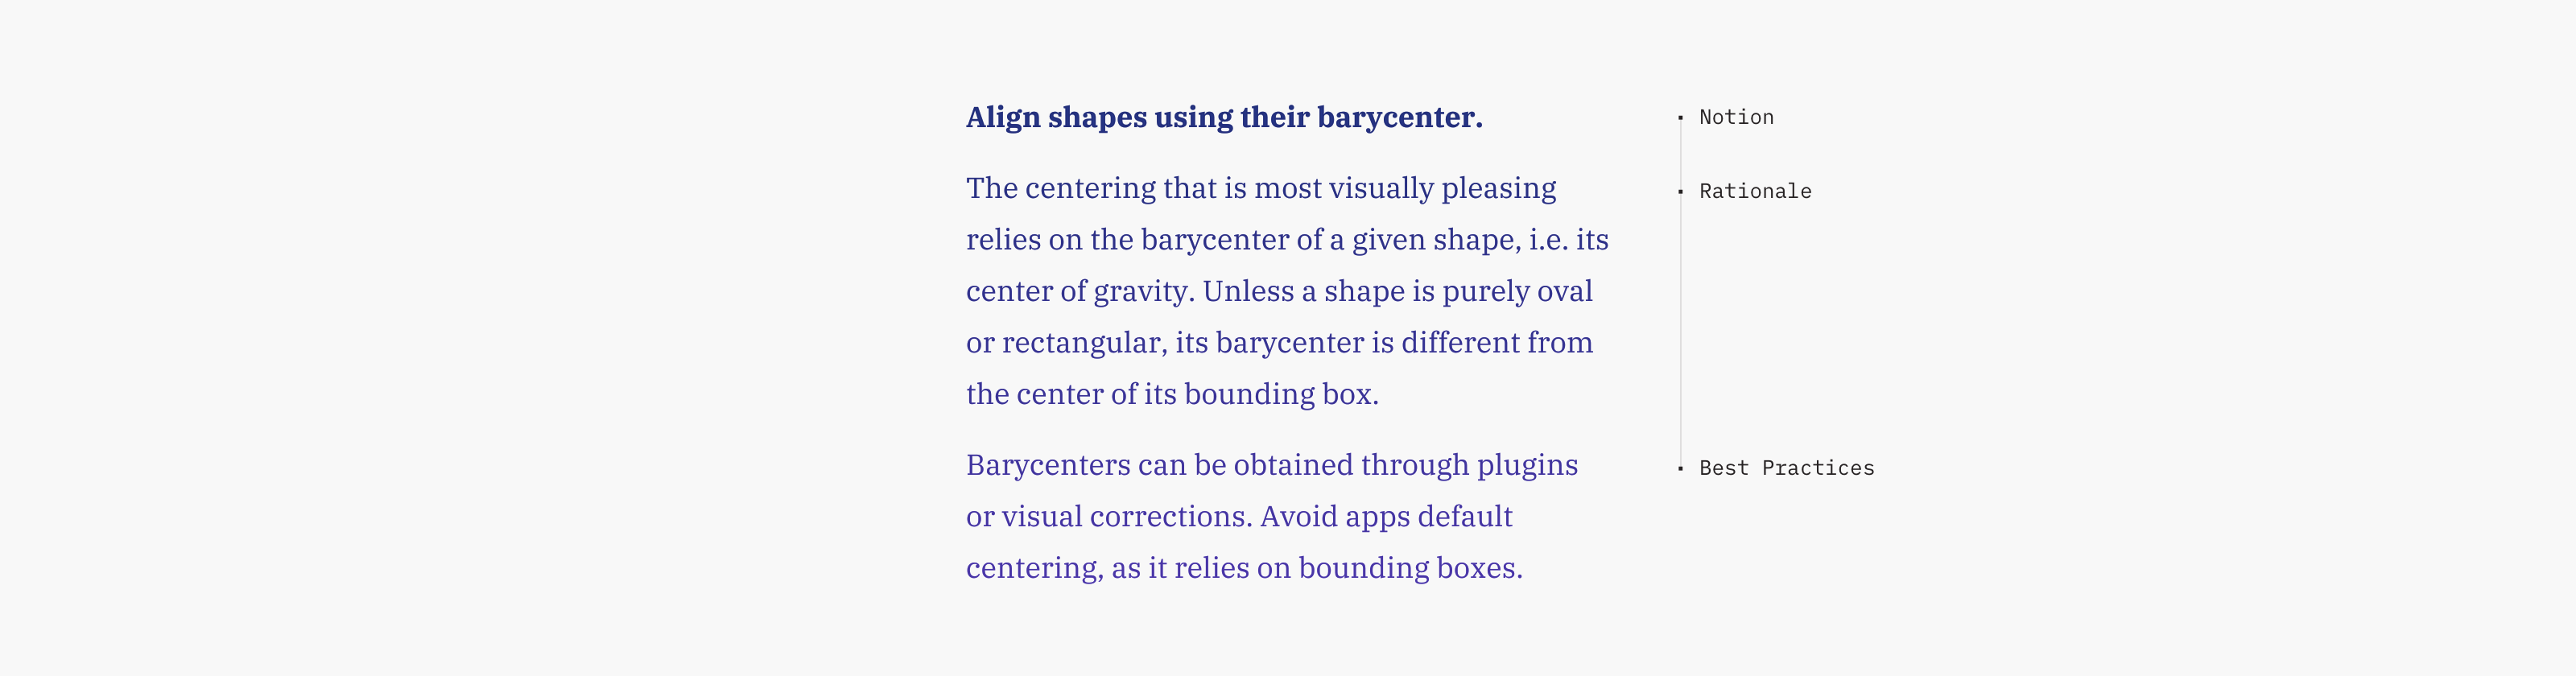 Align shapes using their barycenter.
Notion
The centering that is most visually pleasing
Rationale
relies on the barycenter of a given shape, i.e. its
center of gravity. Unless a shape is purely oval
or rectangular, its barycenter is different from
the center of its bounding box.
Barycenters can be obtained through plugins
Best Practices
or visual corrections. Avoid apps default
centering, as it relies on bounding boxes.